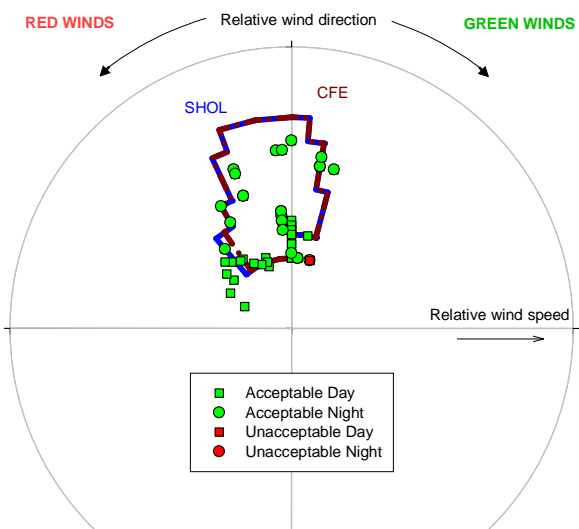 RED WINDS
Relative wind direction
GREEN WINDS
SHOL
CFE
Relative wind speed
Acceptable Day
Acceptable Night
Unacceptable Day
Unacceptable Night